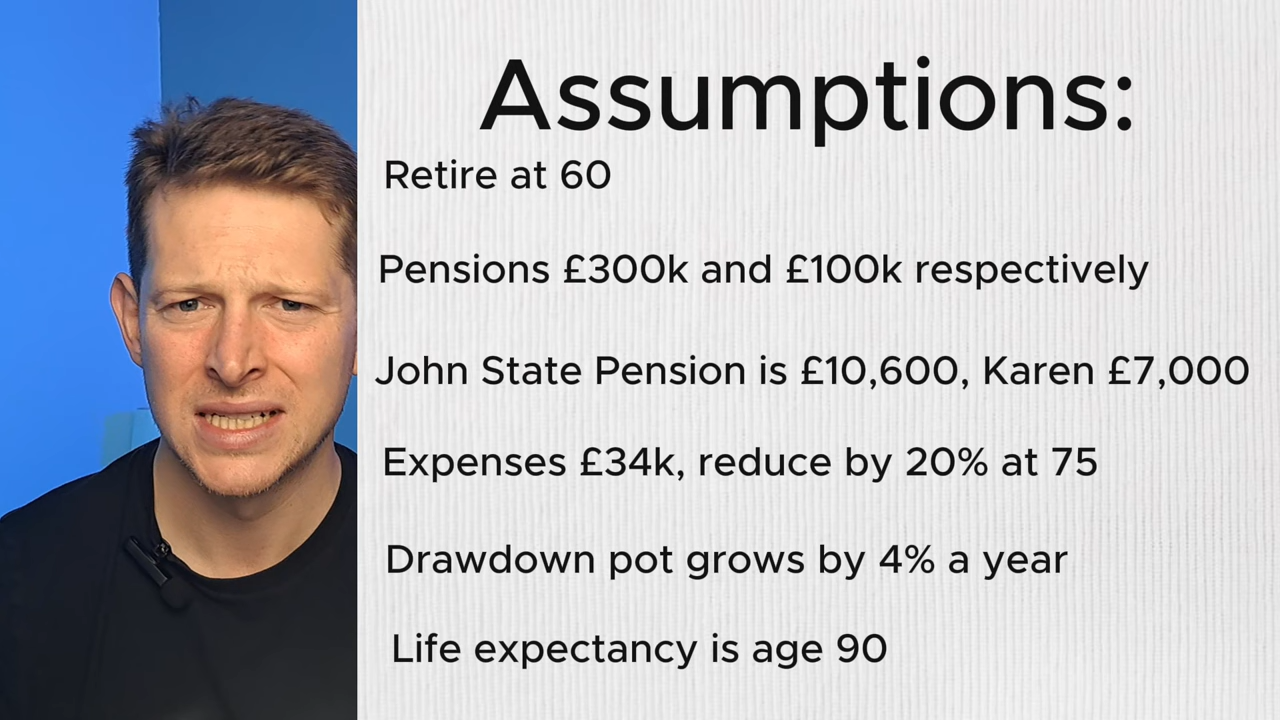 Assumptions:
Retire at 60
Pensions £300k and £100k respectively
John State Pension is £10,600, Karen £7,000
Expenses £34k, reduce by 20% at 75
Drawdown pot grows by 4% a year
Life expectancy is age 90